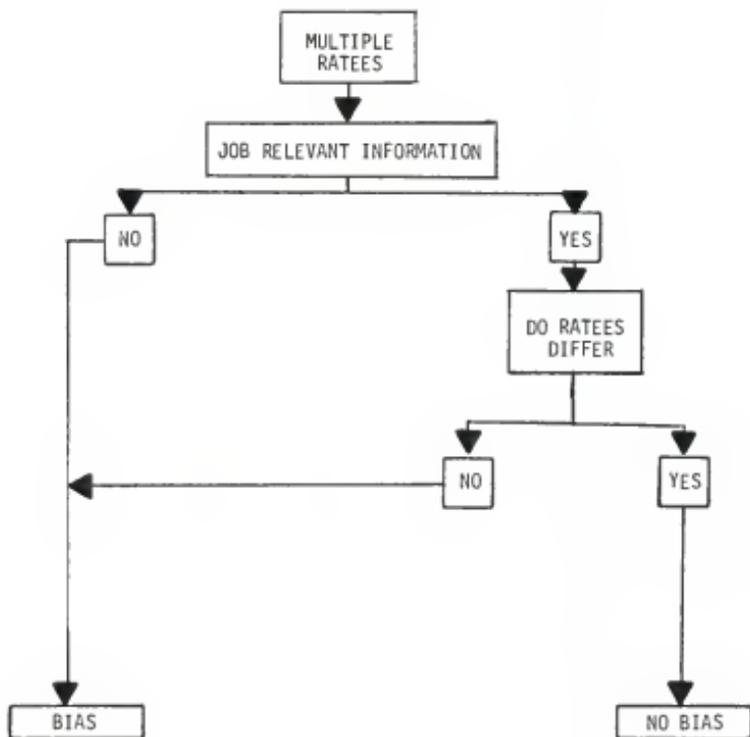 MULTIPLE
RATEES
JOB RELEVANT INFORMATION
NO
YES
DO RATEES
DIFFER
NO
YES
BIAS
NO BIAS